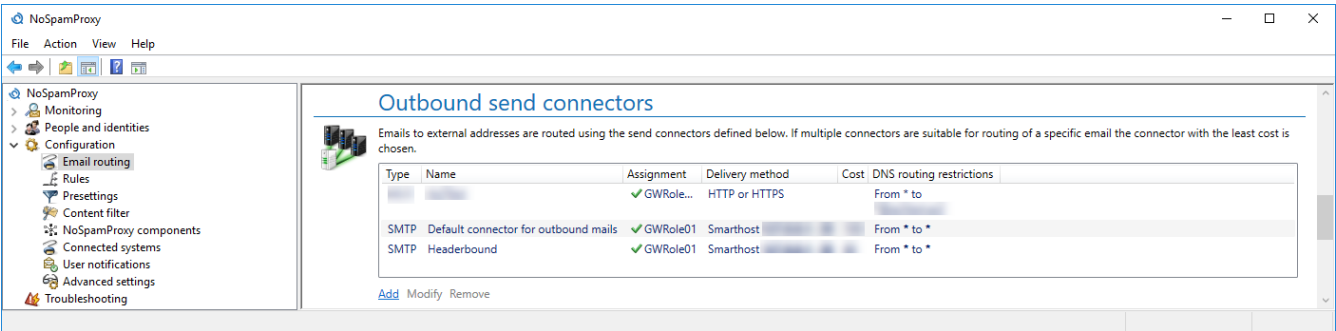 NoSpamProxy
File Action View Help
NoSpamProxy
Monitoring
People and identities
Configuration
Email routing
Rules
Presettings
Content filter
NoSpamProxy components
Connected systems
User notifications
Advanced settings
Troubleshooting
Outbound send connectors
Emails to external addresses are routed using the send connectors defined below. If multiple connectors are suitable for routing of a specific email the connector with the least cost is
chosen.
Type Name Assignment Delivery method Cost DNS routing restrictions
GWRole... HTTP or HTTPS From * to
SMTP Default connector for outbound mails GWRole01 Smarthost From * to *
SMTP Headerbound GWRole01 Smarthost From * to *
Add Modify Remove